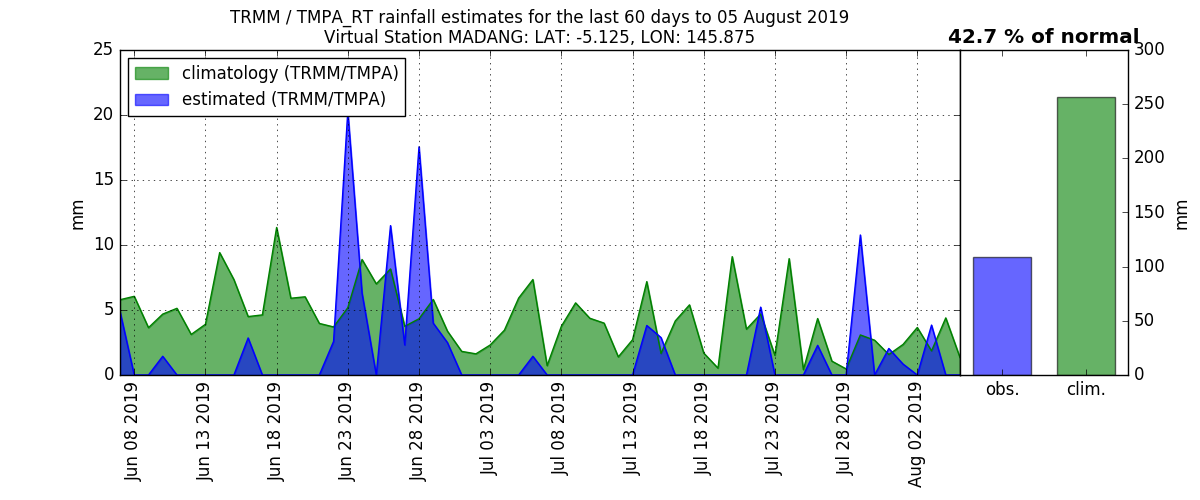 TRMM / TMPA_RT rainfall estimates for the last 60 days to 05 August 2019
Virtual Station MADANG: LAT: -5.125, LON: 145.875
42.7 % of normal
climatology (TRMM/TMPA)
estimated (TRMM/TMPA)
25
20
15
10
5
0
mm
300
250
200
150
100
50
0
mm
Jun 08 2019
Jun 13 2019
Jun 18 2019
Jun 23 2019
Jun 28 2019
Jul 03 2019
Jul 08 2019
Jul 13 2019
Jul 18 2019
Jul 23 2019
Jul 28 2019
Aug 02 2019
obs.
clim.